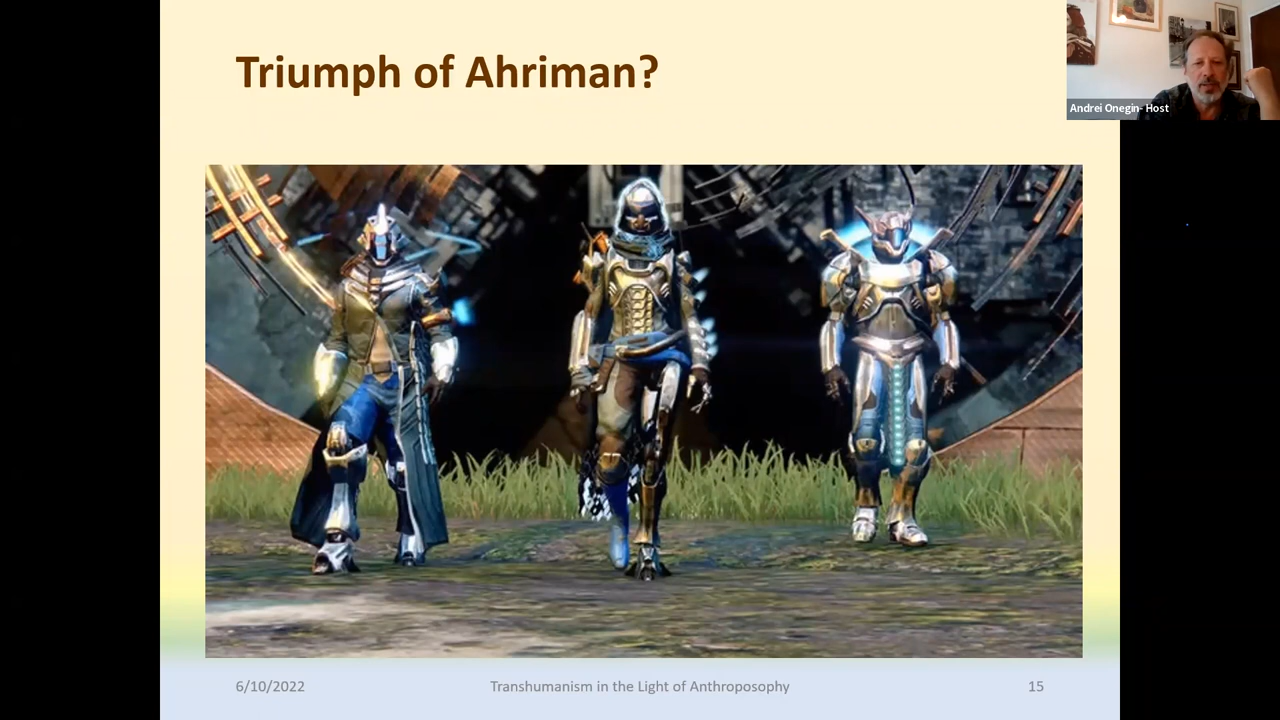 Triumph of Ahriman?
Andrei Onegin- Host
6/10/2022
Transhumanism in the Light of Anthroposophy
15